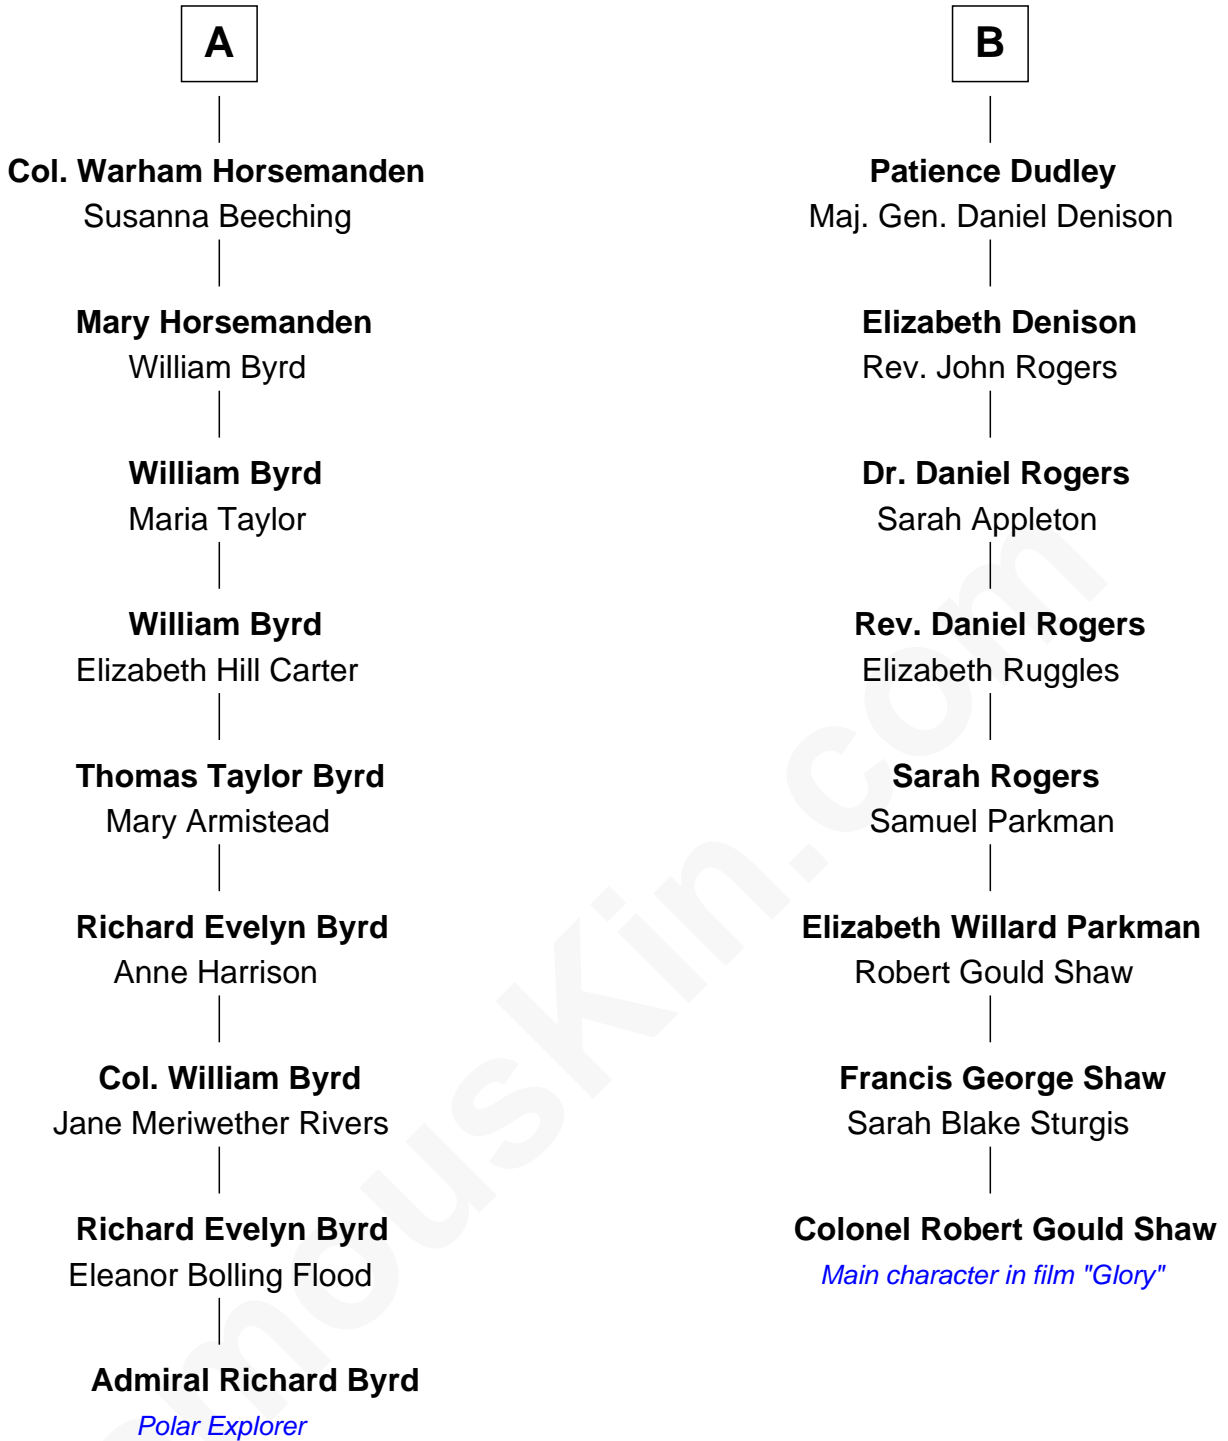 A
Col. Warham Horsemanden
Susanna Beeching
Mary Horsemanden
William Byrd
William Byrd
Maria Taylor
William Byrd
Elizabeth Hill Carter
Thomas Taylor Byrd
Mary Armistead
Richard Evelyn Byrd
Anne Harrison
Col. William Byrd
Jane Meriwether Rivers
Richard Evelyn Byrd
Eleanor Bolling Flood
Admiral Richard Byrd
Polar Explorer
B
Patience Dudley
Maj. Gen. Daniel Denison
Elizabeth Denison
Rev. John Rogers
Dr. Daniel Rogers
Sarah Appleton
Rev. Daniel Rogers
Elizabeth Ruggles
Sarah Rogers
Samuel Parkman
Elizabeth Willard Parkman
Robert Gould Shaw
Francis George Shaw
Sarah Blake Sturgis
Colonel Robert Gould Shaw
Main character in film "Glory"
mousKin.com